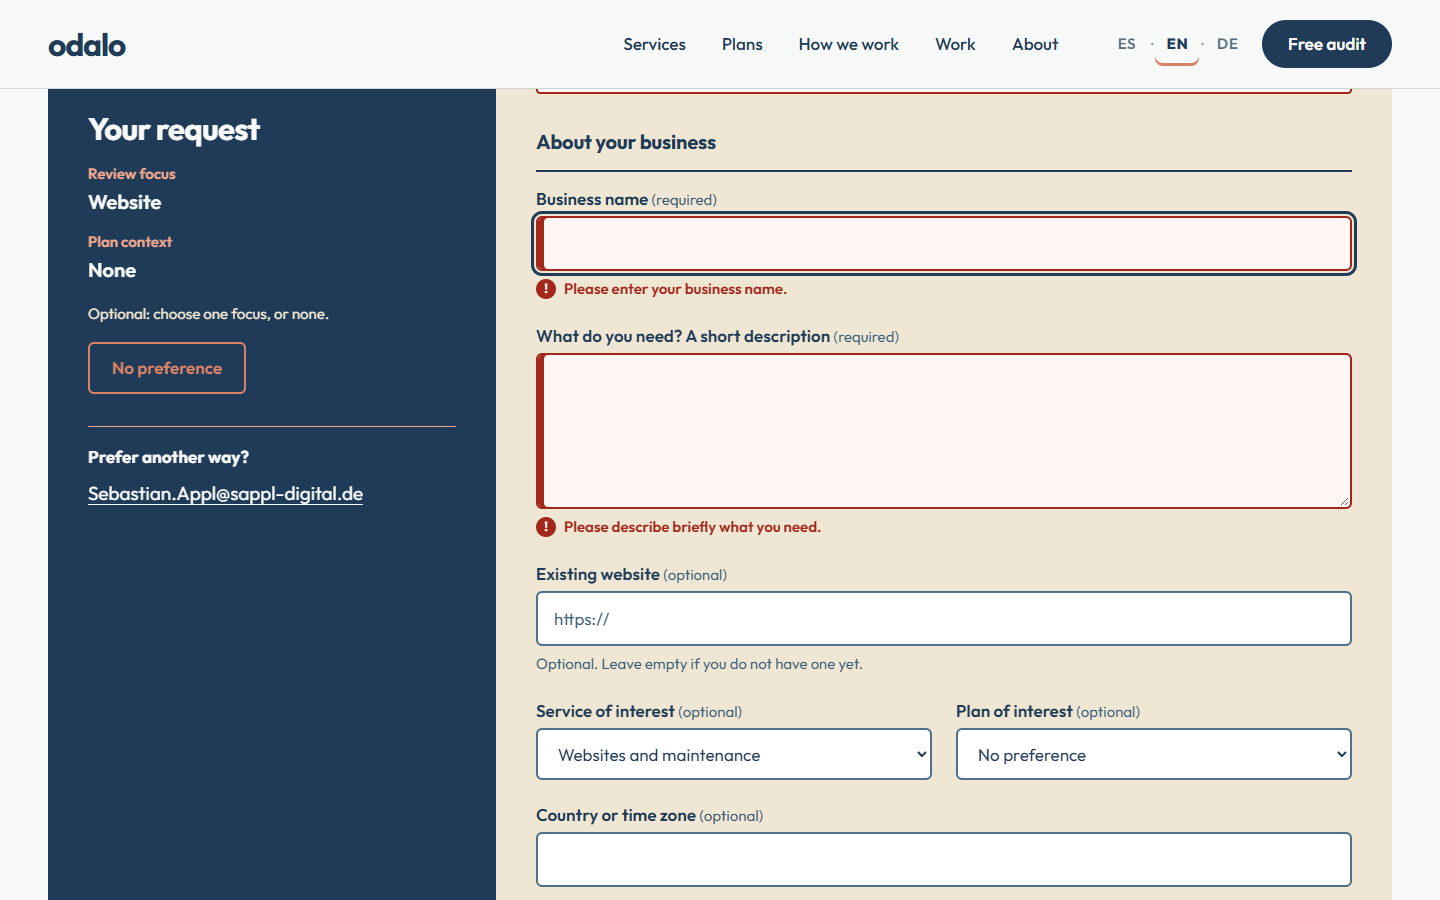 odalo
Services
Plans
How we work
Work
About
ES · EN · DE
Free audit
Your request
Review focus
Website
Plan context
None
Optional: choose one focus, or none.
No preference
Prefer another way?
Sebastian.Appl@sappl-digital.de
About your business
Business name (required)
! Please enter your business name.
What do you need? A short description (required)
! Please describe briefly what you need.
Existing website (optional)
https://
Optional. Leave empty if you do not have one yet.
Service of interest (optional)
Websites and maintenance
Plan of interest (optional)
No preference
Country or time zone (optional)